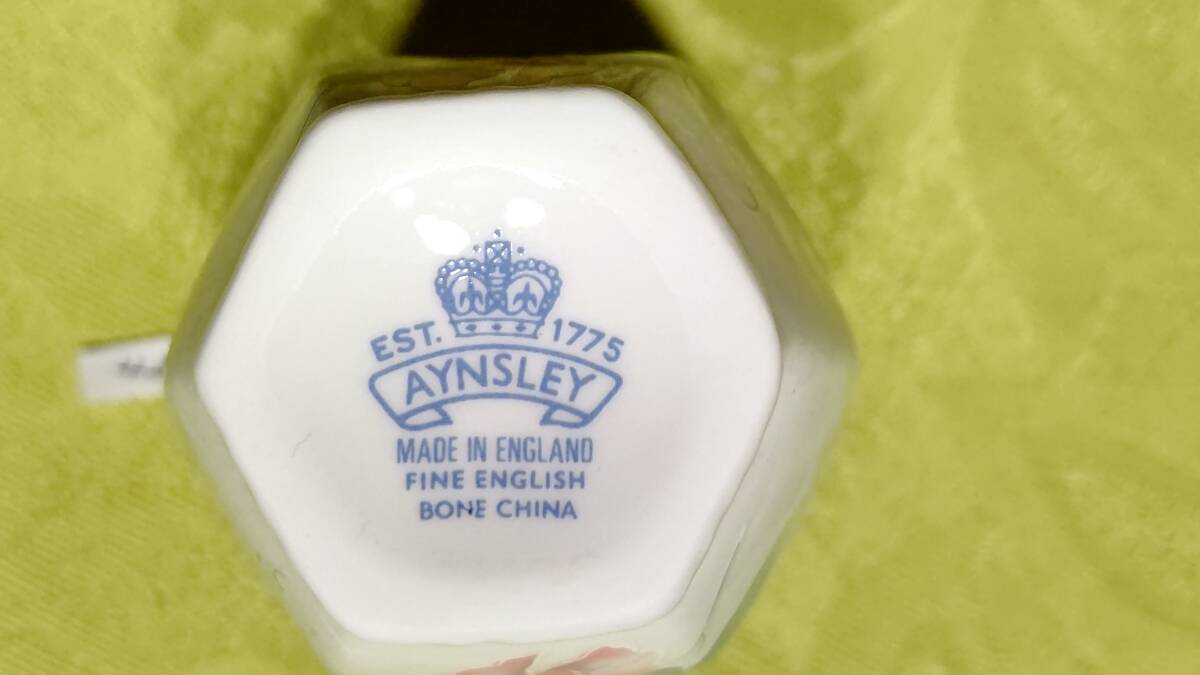 EST. 1775
AYNSLEY
MADE IN ENGLAND
FINE ENGLISH
BONE CHINA